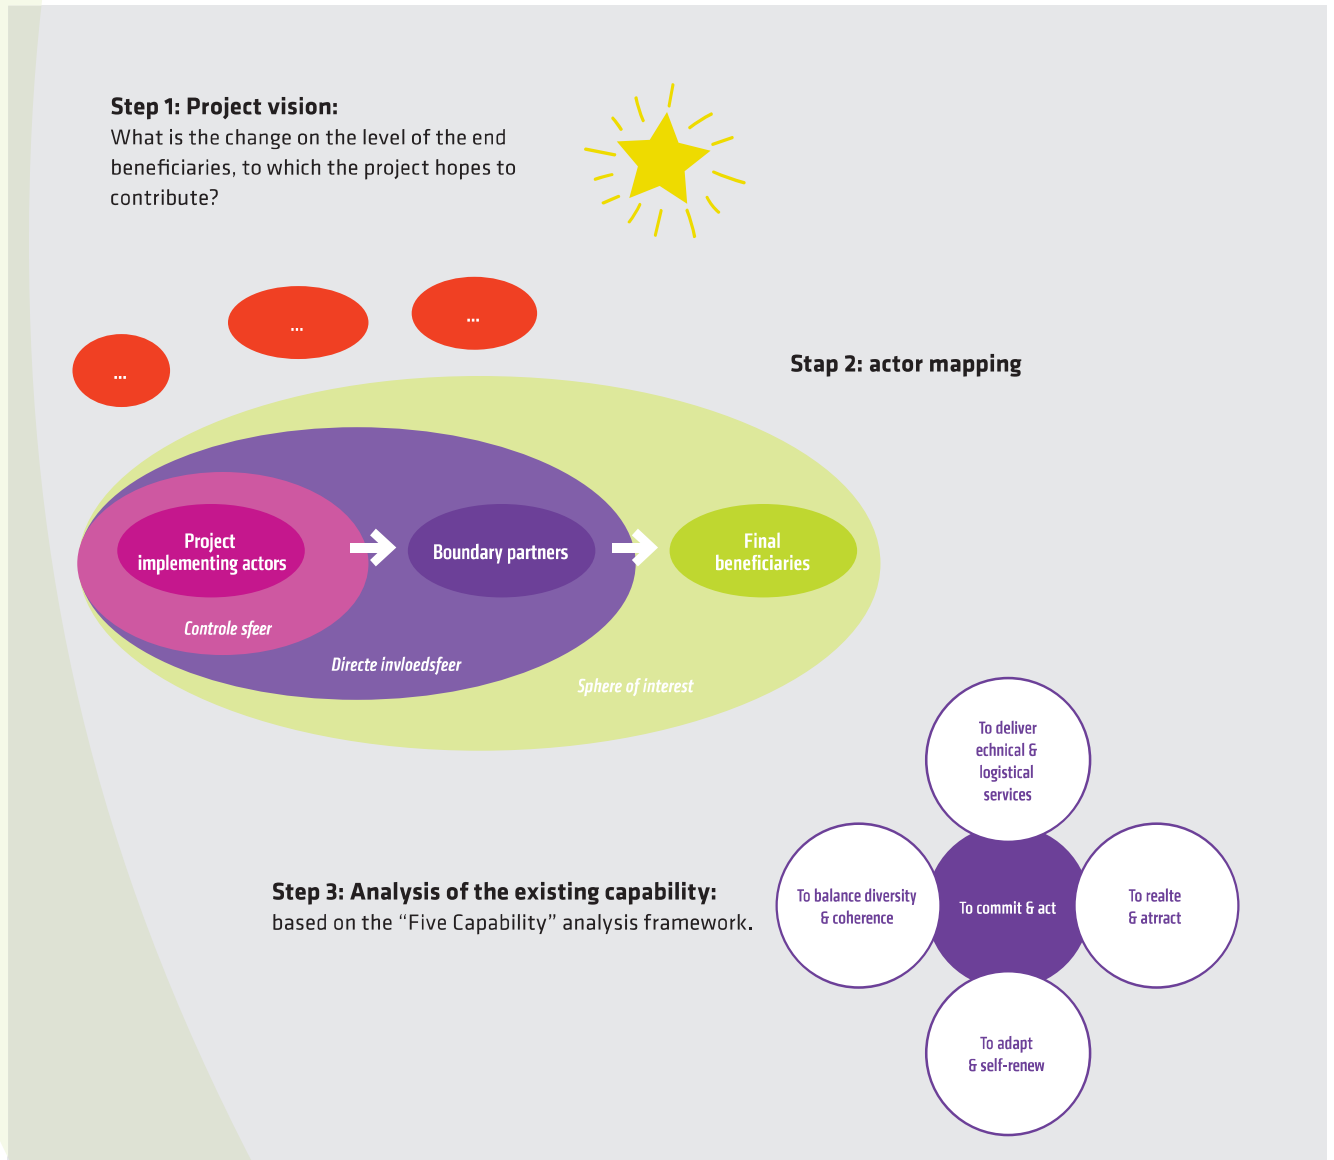 Step 1: Project vision:
What is the change on the level of the end
beneficiaries, to which the project hopes to
contribute?
...
...
...
Stap 2: actor mapping
Project
implementing actors
Boundary partners
Final
beneficiaries
Controle sfeer
Directe invloedsfeer
Sphere of interest
To deliver
echnical &
logistical
services
Step 3: Analysis of the existing capability:
based on the “Five Capability” analysis framework.
To balance diversity
& coherence
To commit & act
To realte
& atrract
To adapt
& self-renew